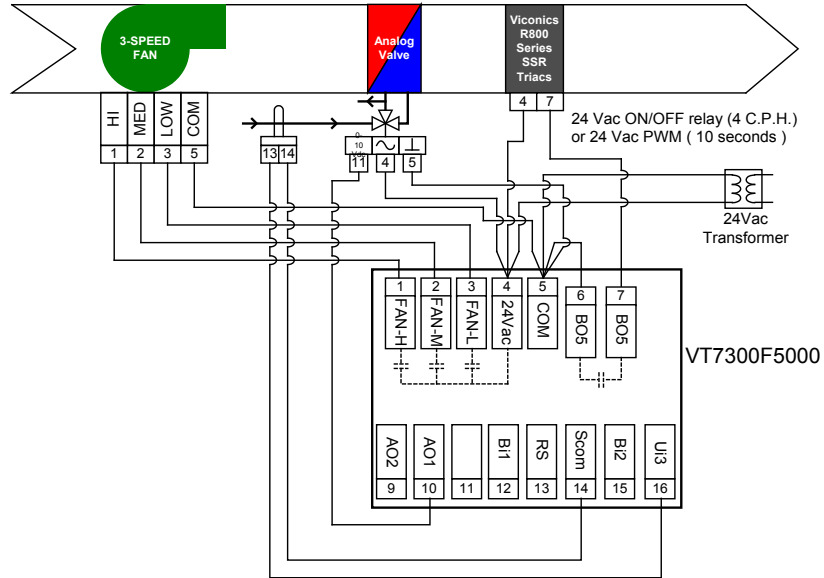 3-SPEED
FAN
Analog
Valve
Viconics
R800
Series
SSR
Triacs
HI
MED
LOW
COM
1
2
3
5
13
14
0-
10
Vdc
11
4
5
4
7
24 Vac ON/OFF relay (4 C.P.H.)
or 24 Vac PWM ( 10 seconds )
24Vac
Transformer
1
2
3
4
5
6
7
FAN-H
FAN-M
FAN-L
24Vac
COM
BO5
BO5
VT7300F5000
AO2
AO1
Bi1
RS
Scom
Bi2
Ui3
9
10
11
12
13
14
15
16